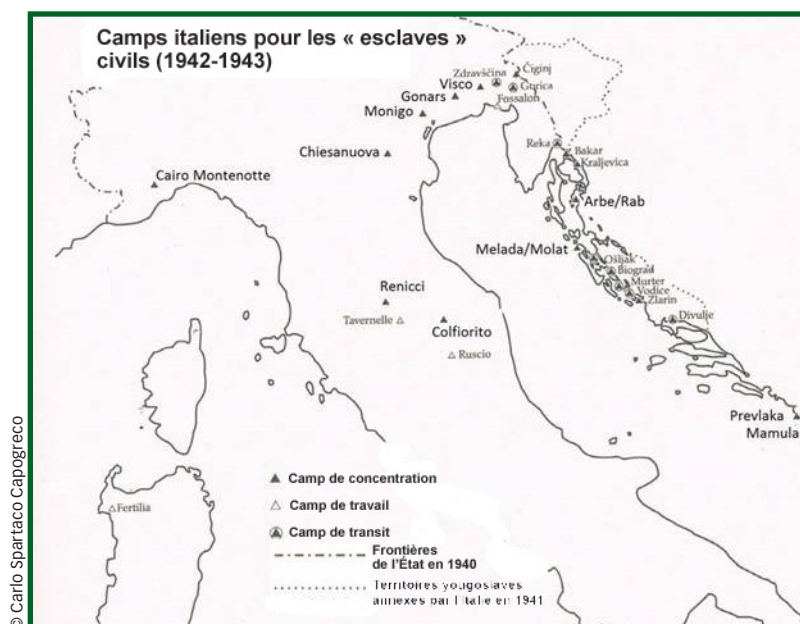 Camps italiens pour les « esclaves »
civils (1942-1943)
Zdravščina
Čiginj
Visco
Gorica
Gonars
Fossalon
Monigo
Reka
Bakar
Chiesanuova
Kraljevica
Cairo Montenotte
Arbe/Rab
Melada/Molat
Ošljak
Biograd
Murter
Renicci
Vodice
Zlarin
Tavernelle
Divulje
Colfiorito
Ruscio
Prevlaka
Mamula
Camp de concentration
Camp de travail
Fertilia
Camp de transit
Frontières
de l'État en 1940
Territoires yougoslaves
annexes par l'Italie en 1941
© Carlo Spartaco Capogreco